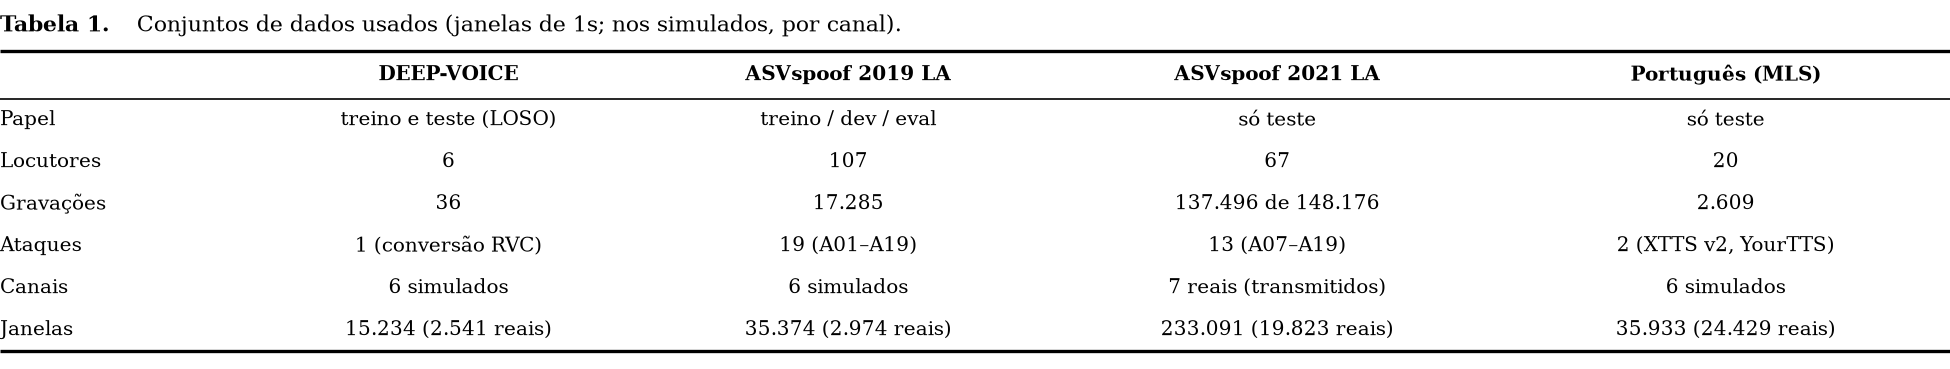 Tabela 1. Conjuntos de dados usados (janelas de 1s; nos simulados, por canal).
DEEP-VOICE ASVspoof 2019 LA ASVspoof 2021 LA Português (MLS)
Papel treino e teste (LOSO) treino / dev / eval só teste só teste
Locutores 6 107 67 20
Gravações 36 17.285 137.496 de 148.176 2.609
Ataques 1 (conversão RVC) 19 (A01–A19) 13 (A07–A19) 2 (XTTS v2, YourTTS)
Canais 6 simulados 6 simulados 7 reais (transmitidos) 6 simulados
Janelas 15.234 (2.541 reais) 35.374 (2.974 reais) 233.091 (19.823 reais) 35.933 (24.429 reais)